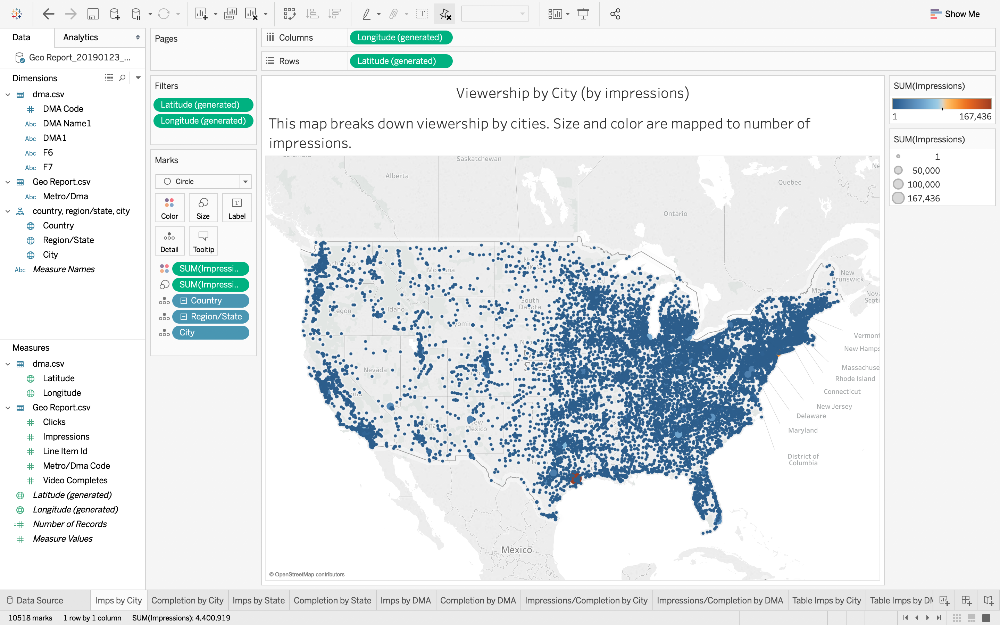 Show Me
Data
Analytics
Geo Report_20190123_...
Dimensions
dma.csv
DMA Code
Abc DMA Name1
Abc DMA1
Abc F6
Abc F7
Geo Report.csv
Abc Metro/Dma
country, region/state, city
Country
Region/State
City
Abc Measure Names
Measures
dma.csv
Latitude
Longitude
Geo Report.csv
Clicks
Impressions
Line Item Id
Metro/Dma Code
Video Completes
Latitude (generated)
Longitude (generated)
Number of Records
Measure Values
Pages
Filters
Latitude (generated)
Longitude (generated)
Marks
Circle
Color
Size
Label
Detail
Tooltip
SUM(Impressi..
SUM(Impressi..
Country
Region/State
City
Columns
Longitude (generated)
Rows
Latitude (generated)
Viewership by City (by impressions)
This map breaks down viewership by cities. Size and color are mapped to number of
impressions.
Saskatchewan
Alberta
Quebec
Ontario
New
Brunswick
South
Dakota
Idaho
Nevada
New
Mexico
Vermont
New Hamps
Massachuse
Rhode Island
Connecticut
New Jersey
Delaware
Maryland
District of
Columbia
Mexico
© OpenStreetMap contributors
SUM(Impressions)
1
167,436
SUM(Impressions)
1
50,000
100,000
167,436
Data Source
Imps by City
Completion by City
Imps by State
Completion by State
Imps by DMA
Completion by DMA
Impressions/Completion by City
Impressions/Completion by DMA
Table Imps by City
Table Imps by DM
10518 marks
1 row by 1 column
SUM(Impressions): 4,400,919